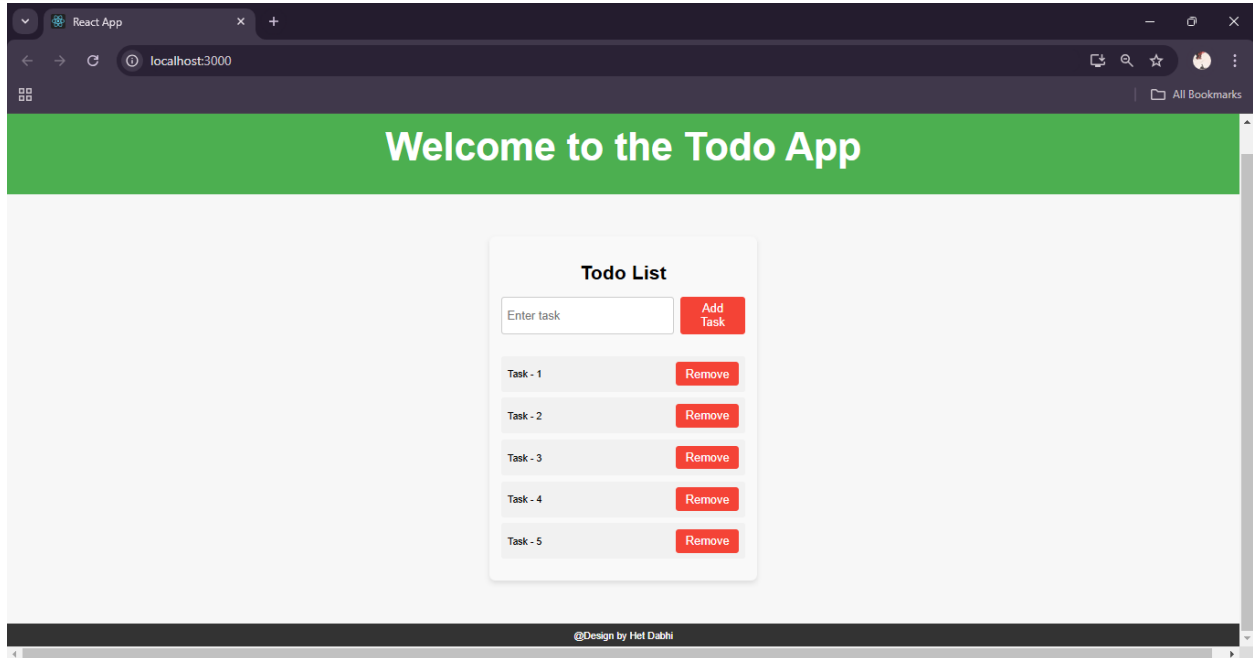 React App
localhost:3000
All Bookmarks
Welcome to the Todo App
Todo List
Enter task
Add
Task
Task - 1 Remove
Task - 2 Remove
Task - 3 Remove
Task - 4 Remove
Task - 5 Remove
@Design by Het Dabhi